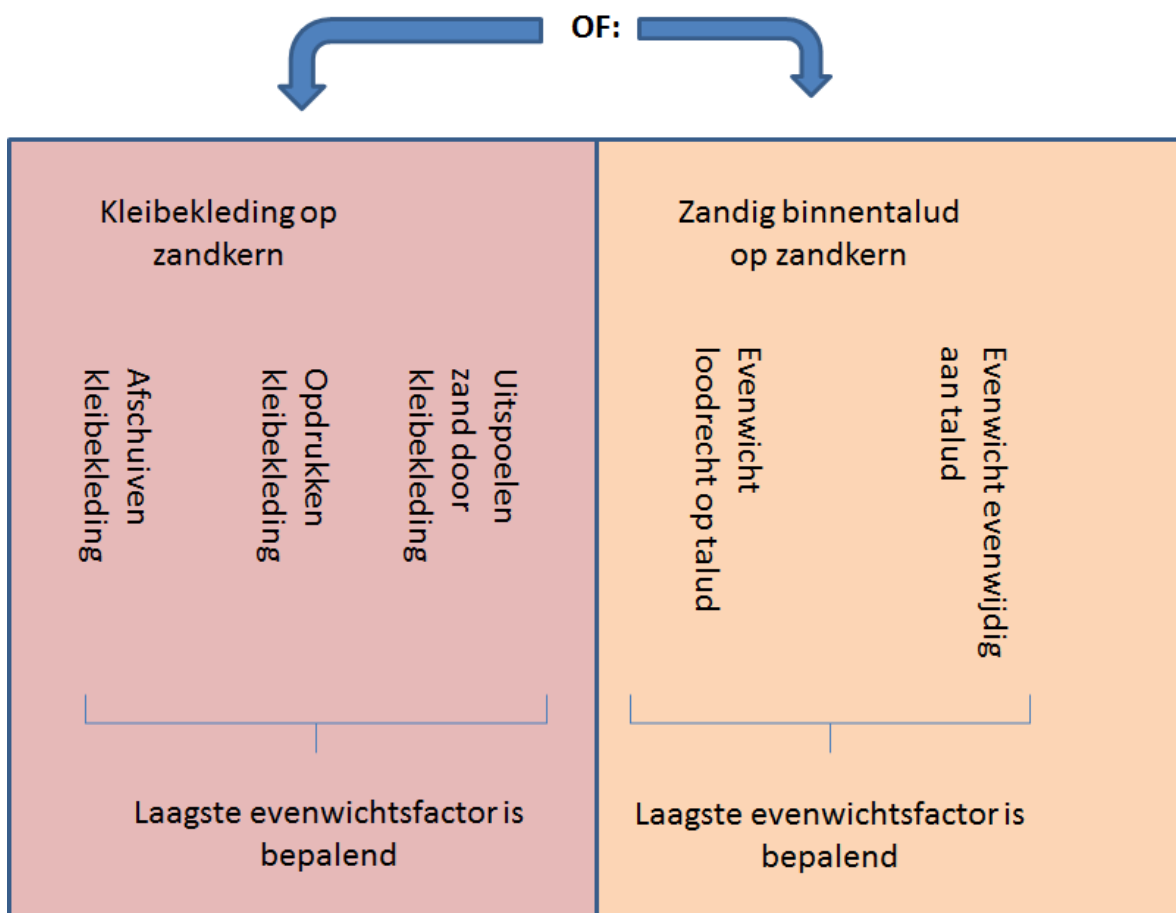 OF:
Kleibekleding op
zandkern
Afschuiven
kleibekleding
Opdrukken
kleibekleding
Uitspoelen
zand door
kleibekleding
Laagste evenwichtsfactor is
bepalend
Zandig binnentalud
op zandkern
Evenwicht
loodrecht op talud
Evenwicht evenwijdig
aan talud
Laagste evenwichtsfactor is
bepalend